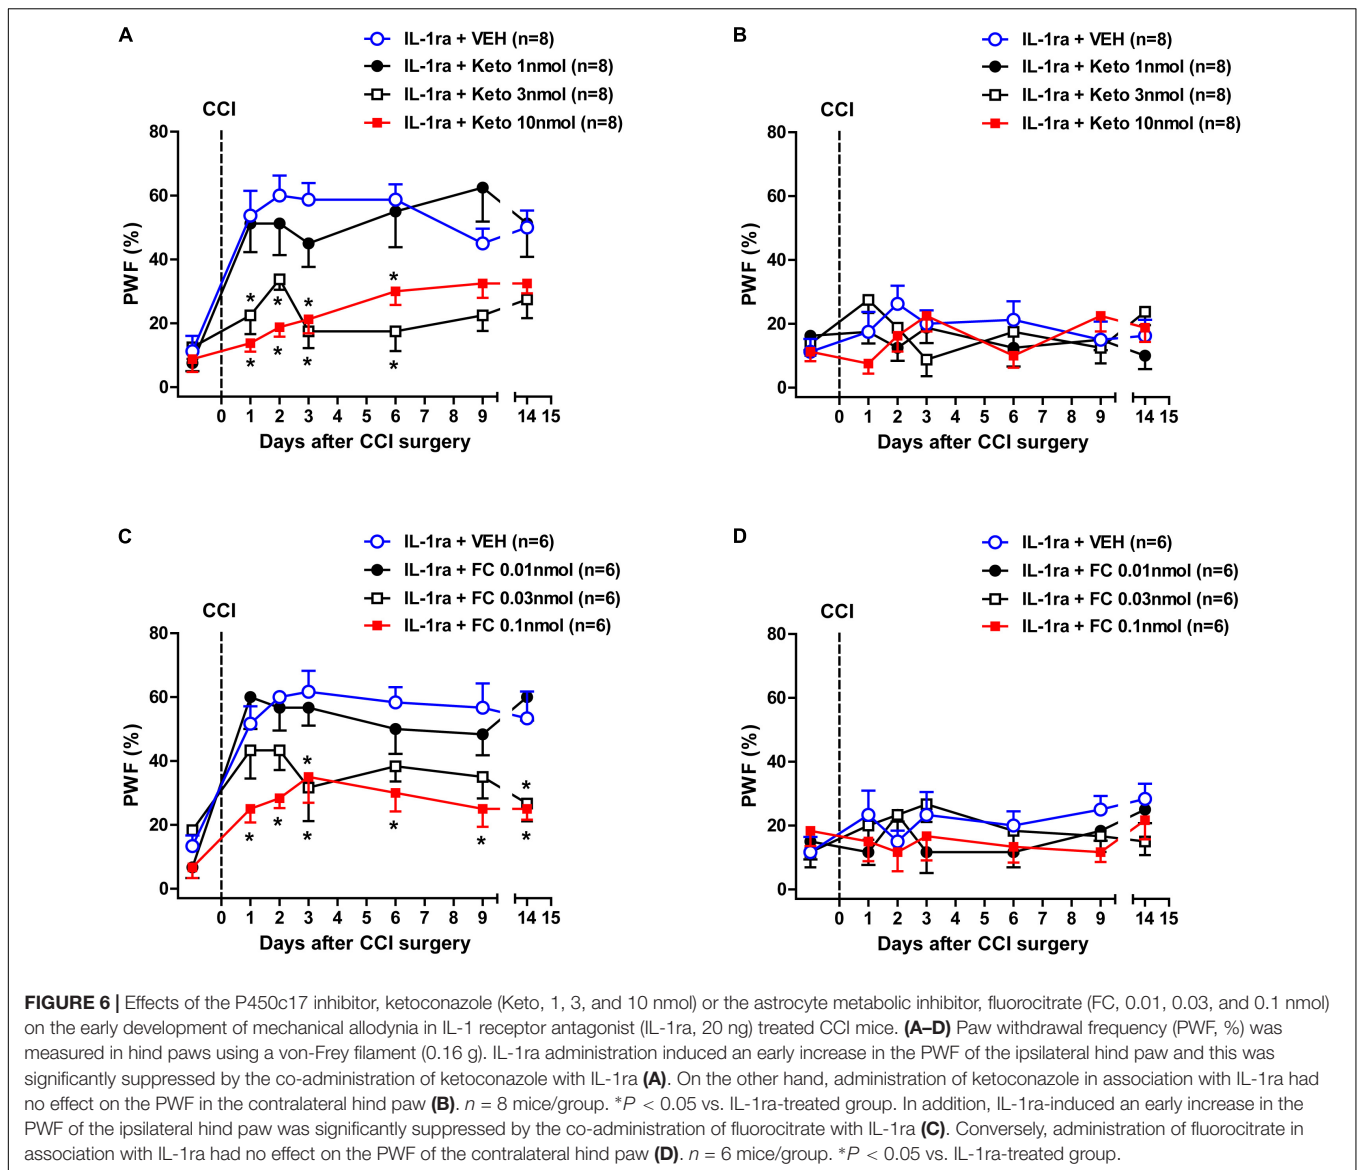 A
IL-1ra + VEH (n=8)
IL-1ra + Keto 1nmol (n=8)
IL-1ra + Keto 3nmol (n=8)
IL-1ra + Keto 10nmol (n=8)
CCI
80
60
40
20
0
PWF (%)
* * * *
* * * *
0 1 2 3 4 5 6 7 8 9 14 15
Days after CCI surgery
B
IL-1ra + VEH (n=8)
IL-1ra + Keto 1nmol (n=8)
IL-1ra + Keto 3nmol (n=8)
IL-1ra + Keto 10nmol (n=8)
CCI
80
60
40
20
0
PWF (%)
0 1 2 3 4 5 6 7 8 9 14 15
Days after CCI surgery
C
IL-1ra + VEH (n=6)
IL-1ra + FC 0.01nmol (n=6)
IL-1ra + FC 0.03nmol (n=6)
IL-1ra + FC 0.1nmol (n=6)
CCI
80
60
40
20
0
PWF (%)
* *
* * * * * *
0 1 2 3 4 5 6 7 8 9 14 15
Days after CCI surgery
D
IL-1ra + VEH (n=6)
IL-1ra + FC 0.01nmol (n=6)
IL-1ra + FC 0.03nmol (n=6)
IL-1ra + FC 0.1nmol (n=6)
CCI
80
60
40
20
0
PWF (%)
0 1 2 3 4 5 6 7 8 9 14 15
Days after CCI surgery
FIGURE 6 | Effects of the P450c17 inhibitor, ketoconazole (Keto, 1, 3, and 10 nmol) or the astrocyte metabolic inhibitor, fluorocitrate (FC, 0.01, 0.03, and 0.1 nmol)
on the early development of mechanical allodynia in IL-1 receptor antagonist (IL-1ra, 20 ng) treated CCI mice. (A–D) Paw withdrawal frequency (PWF, %) was
measured in hind paws using a von-Frey filament (0.16 g). IL-1ra administration induced an early increase in the PWF of the ipsilateral hind paw and this was
significantly suppressed by the co-administration of ketoconazole with IL-1ra (A). On the other hand, administration of ketoconazole in association with IL-1ra had
no effect on the PWF in the contralateral hind paw (B). n = 8 mice/group. *P < 0.05 vs. IL-1ra-treated group. In addition, IL-1ra-induced an early increase in the
PWF of the ipsilateral hind paw was significantly suppressed by the co-administration of fluorocitrate with IL-1ra (C). Conversely, administration of fluorocitrate in
association with IL-1ra had no effect on the PWF of the contralateral hind paw (D). n = 6 mice/group. *P < 0.05 vs. IL-1ra-treated group.